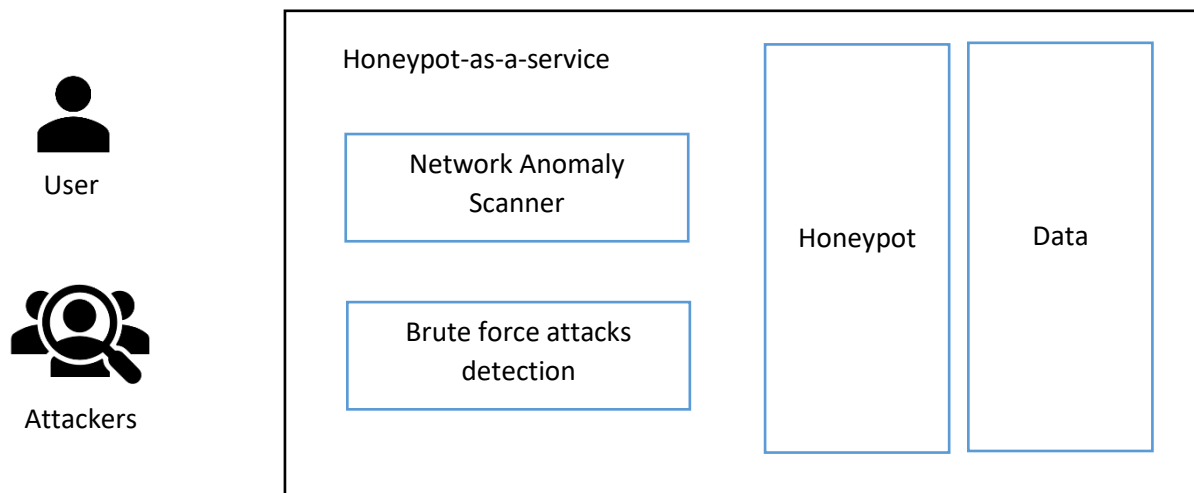 Honeypot-as-a-service
User
Network Anomaly
Scanner
Honeypot
Data
Brute force attacks
detection
Attackers